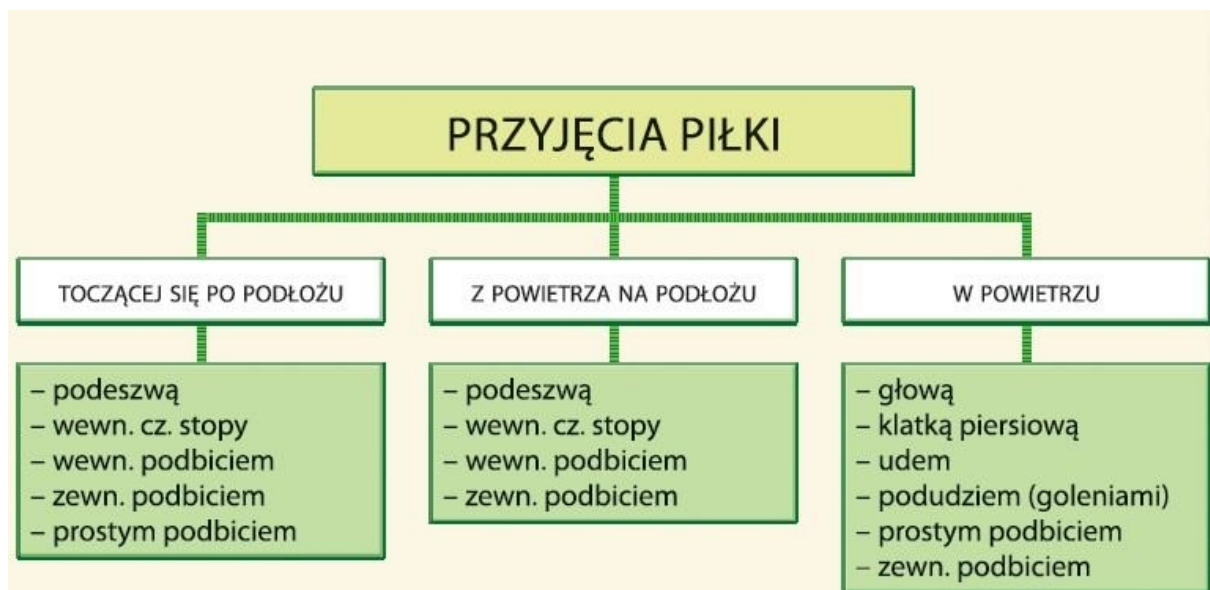 PRZYJĘCIA PIŁKI
TOCZĄCEJ SIĘ PO PODŁOŻU
– podeszwą
– wewn. cz. stopy
– wewn. podbiciem
– zewn. podbiciem
– prostym podbiciem
Z POWIETRZA NA PODŁOŻU
– podeszwą
– wewn. cz. stopy
– wewn. podbiciem
– zewn. podbiciem
W POWIETRZU
– głową
– klatką piersiową
– udem
– podudziem (goleniami)
– prostym podbiciem
– zewn. podbiciem